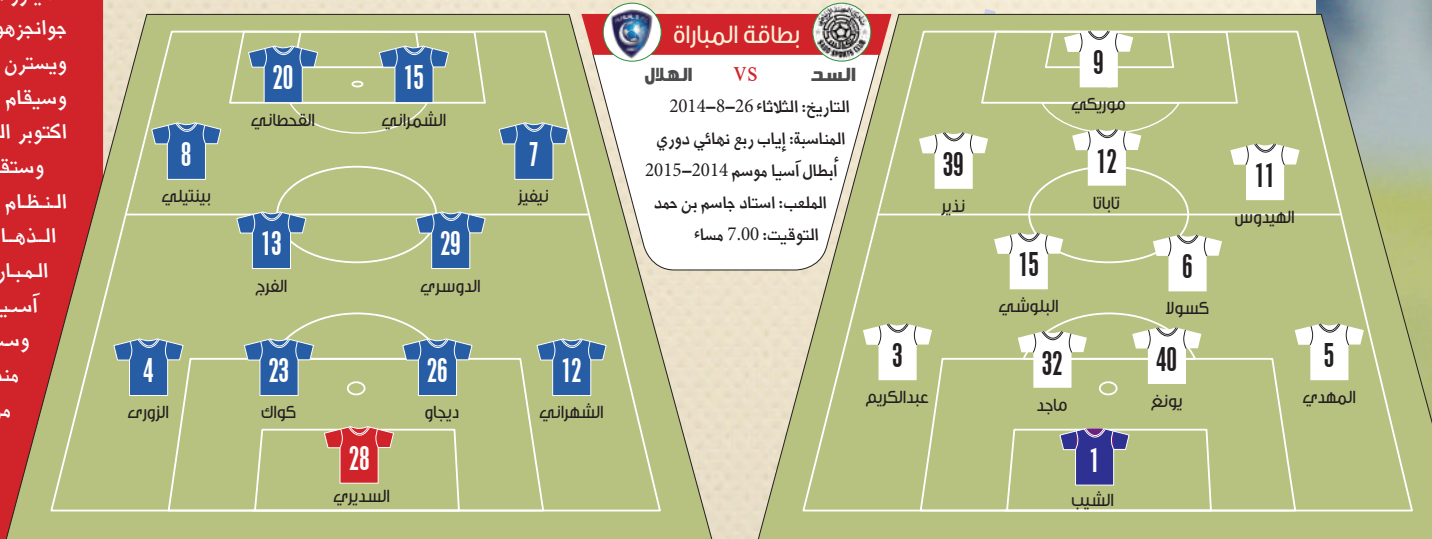 بطاقة المباراة
السد VS الهلال
التاريخ: الثلاثاء 26-8-2014
المناسبة: إياب ربع نهائي دوري
أبطال آسيا موسم 2014-2015
الملعب: استاد جاسم بن حمد
التوقيت: 7.00 مساء
9
موريكي
11
الهيدوس
12
تاباتا
39
نذير
6
كسولا
15
البلوشي
5
المهدي
40
يونغ
32
ماجد
3
عبدالكريم
1
الشيب
15
الشمراني
20
القحطاني
7
نيفيز
8
بينتيلي
29
الدوسري
13
الفرج
12
الشهراني
26
ديجاو
23
كواك
4
الزوري
28
السديري
جوانجزهو
ويسترن
وسيقام
اكتوبر
النظام